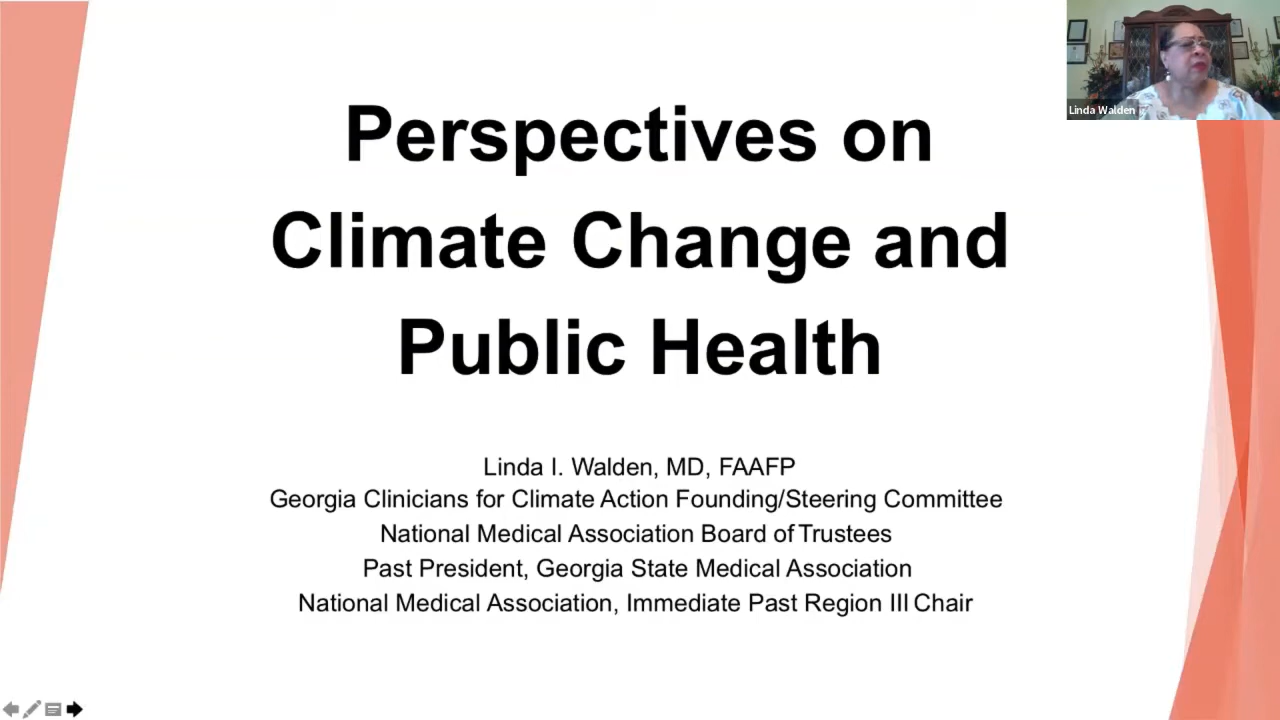 Perspectives on
Climate Change and
Public Health
Linda I. Walden, MD, FAAFP
Georgia Clinicians for Climate Action Founding/Steering Committee
National Medical Association Board of Trustees
Past President, Georgia State Medical Association
National Medical Association, Immediate Past Region III Chair
Linda Walden